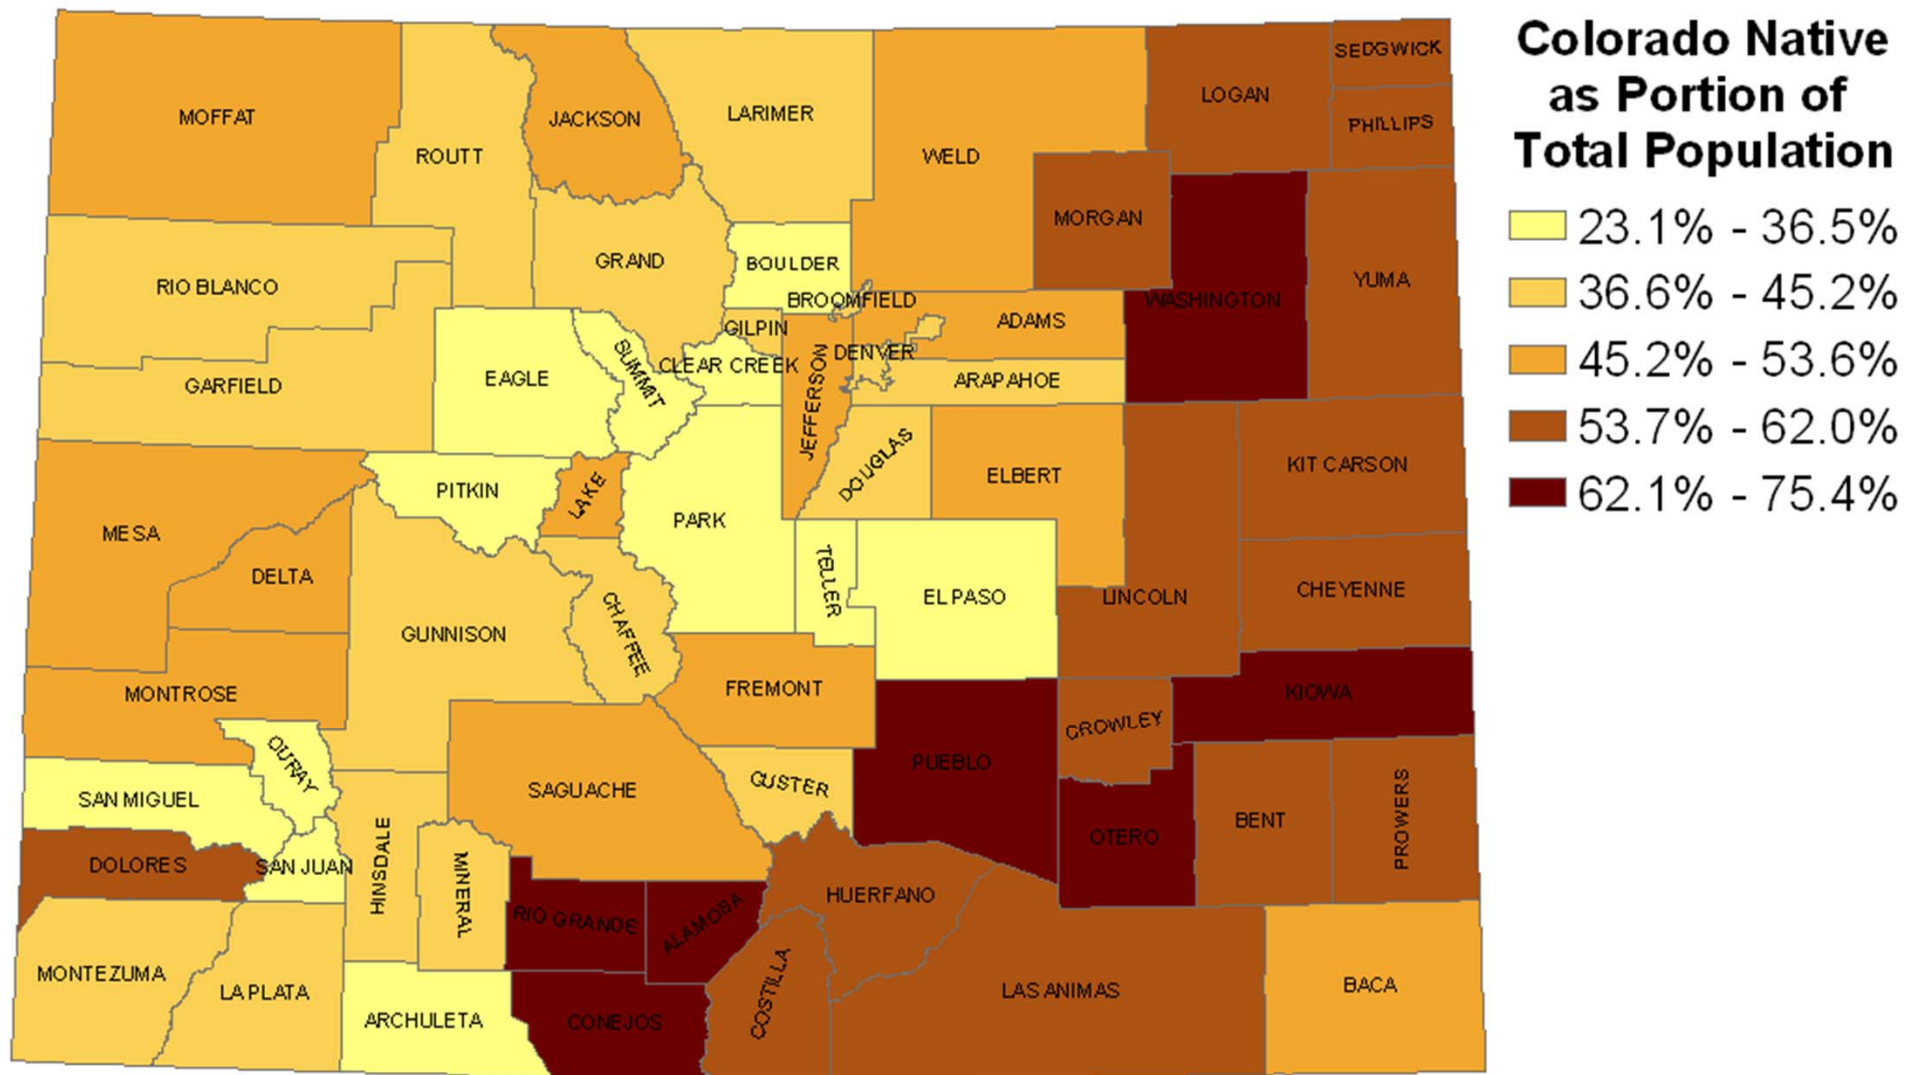 Colorado Native
as Portion of
Total Population
23.1% - 36.5%
36.6% - 45.2%
45.2% - 53.6%
53.7% - 62.0%
62.1% - 75.4%
MOFFAT
ROUTT
JACKSON
LARIMER
WELD
LOGAN
SEDGWICK
PHILLIPS
MORGAN
WASHINGTON
YUMA
RIO BLANCO
GRAND
BOULDER
BROOMFIELD
GILPIN
ADAMS
GARFIELD
EAGLE
SUMMIT
CLEAR CREEK
JEFFERSON
DENVER
ARAPAHOE
MESA
PITKIN
LAKE
PARK
DOUGLAS
ELBERT
KIT CARSON
DELTA
GUNNISON
CHAFFEE
TELLER
EL PASO
LINCOLN
CHEYENNE
MONTROSE
FREMONT
KIOWA
OURAY
SAGUACHE
CUSTER
PUEBLO
CROWLEY
SAN MIGUEL
OTERO
BENT
PROWERS
DOLORES
SAN JUAN
HINSDALE
MINERAL
RIO GRANDE
ALAMOSA
HUERFANO
MONTEZUMA
LA PLATA
ARCHULETA
CONEJOS
COSTILLA
LAS ANIMAS
BACA